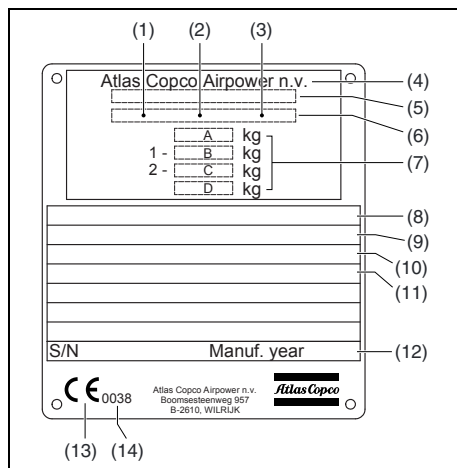 (1) (2) (3)
Atlas Copco Airpower n.v. (4)
(5)
(6)
A kg
1 - B kg
2 - C kg (7)
D kg
(8)
(9)
(10)
(11)
S/N Manuf. year (12)
CE 0038 Atlas Copco Airpower n.v.
Boomsesteenweg 957
B-2610, WILRIJK
Atlas Copco
(13) (14)